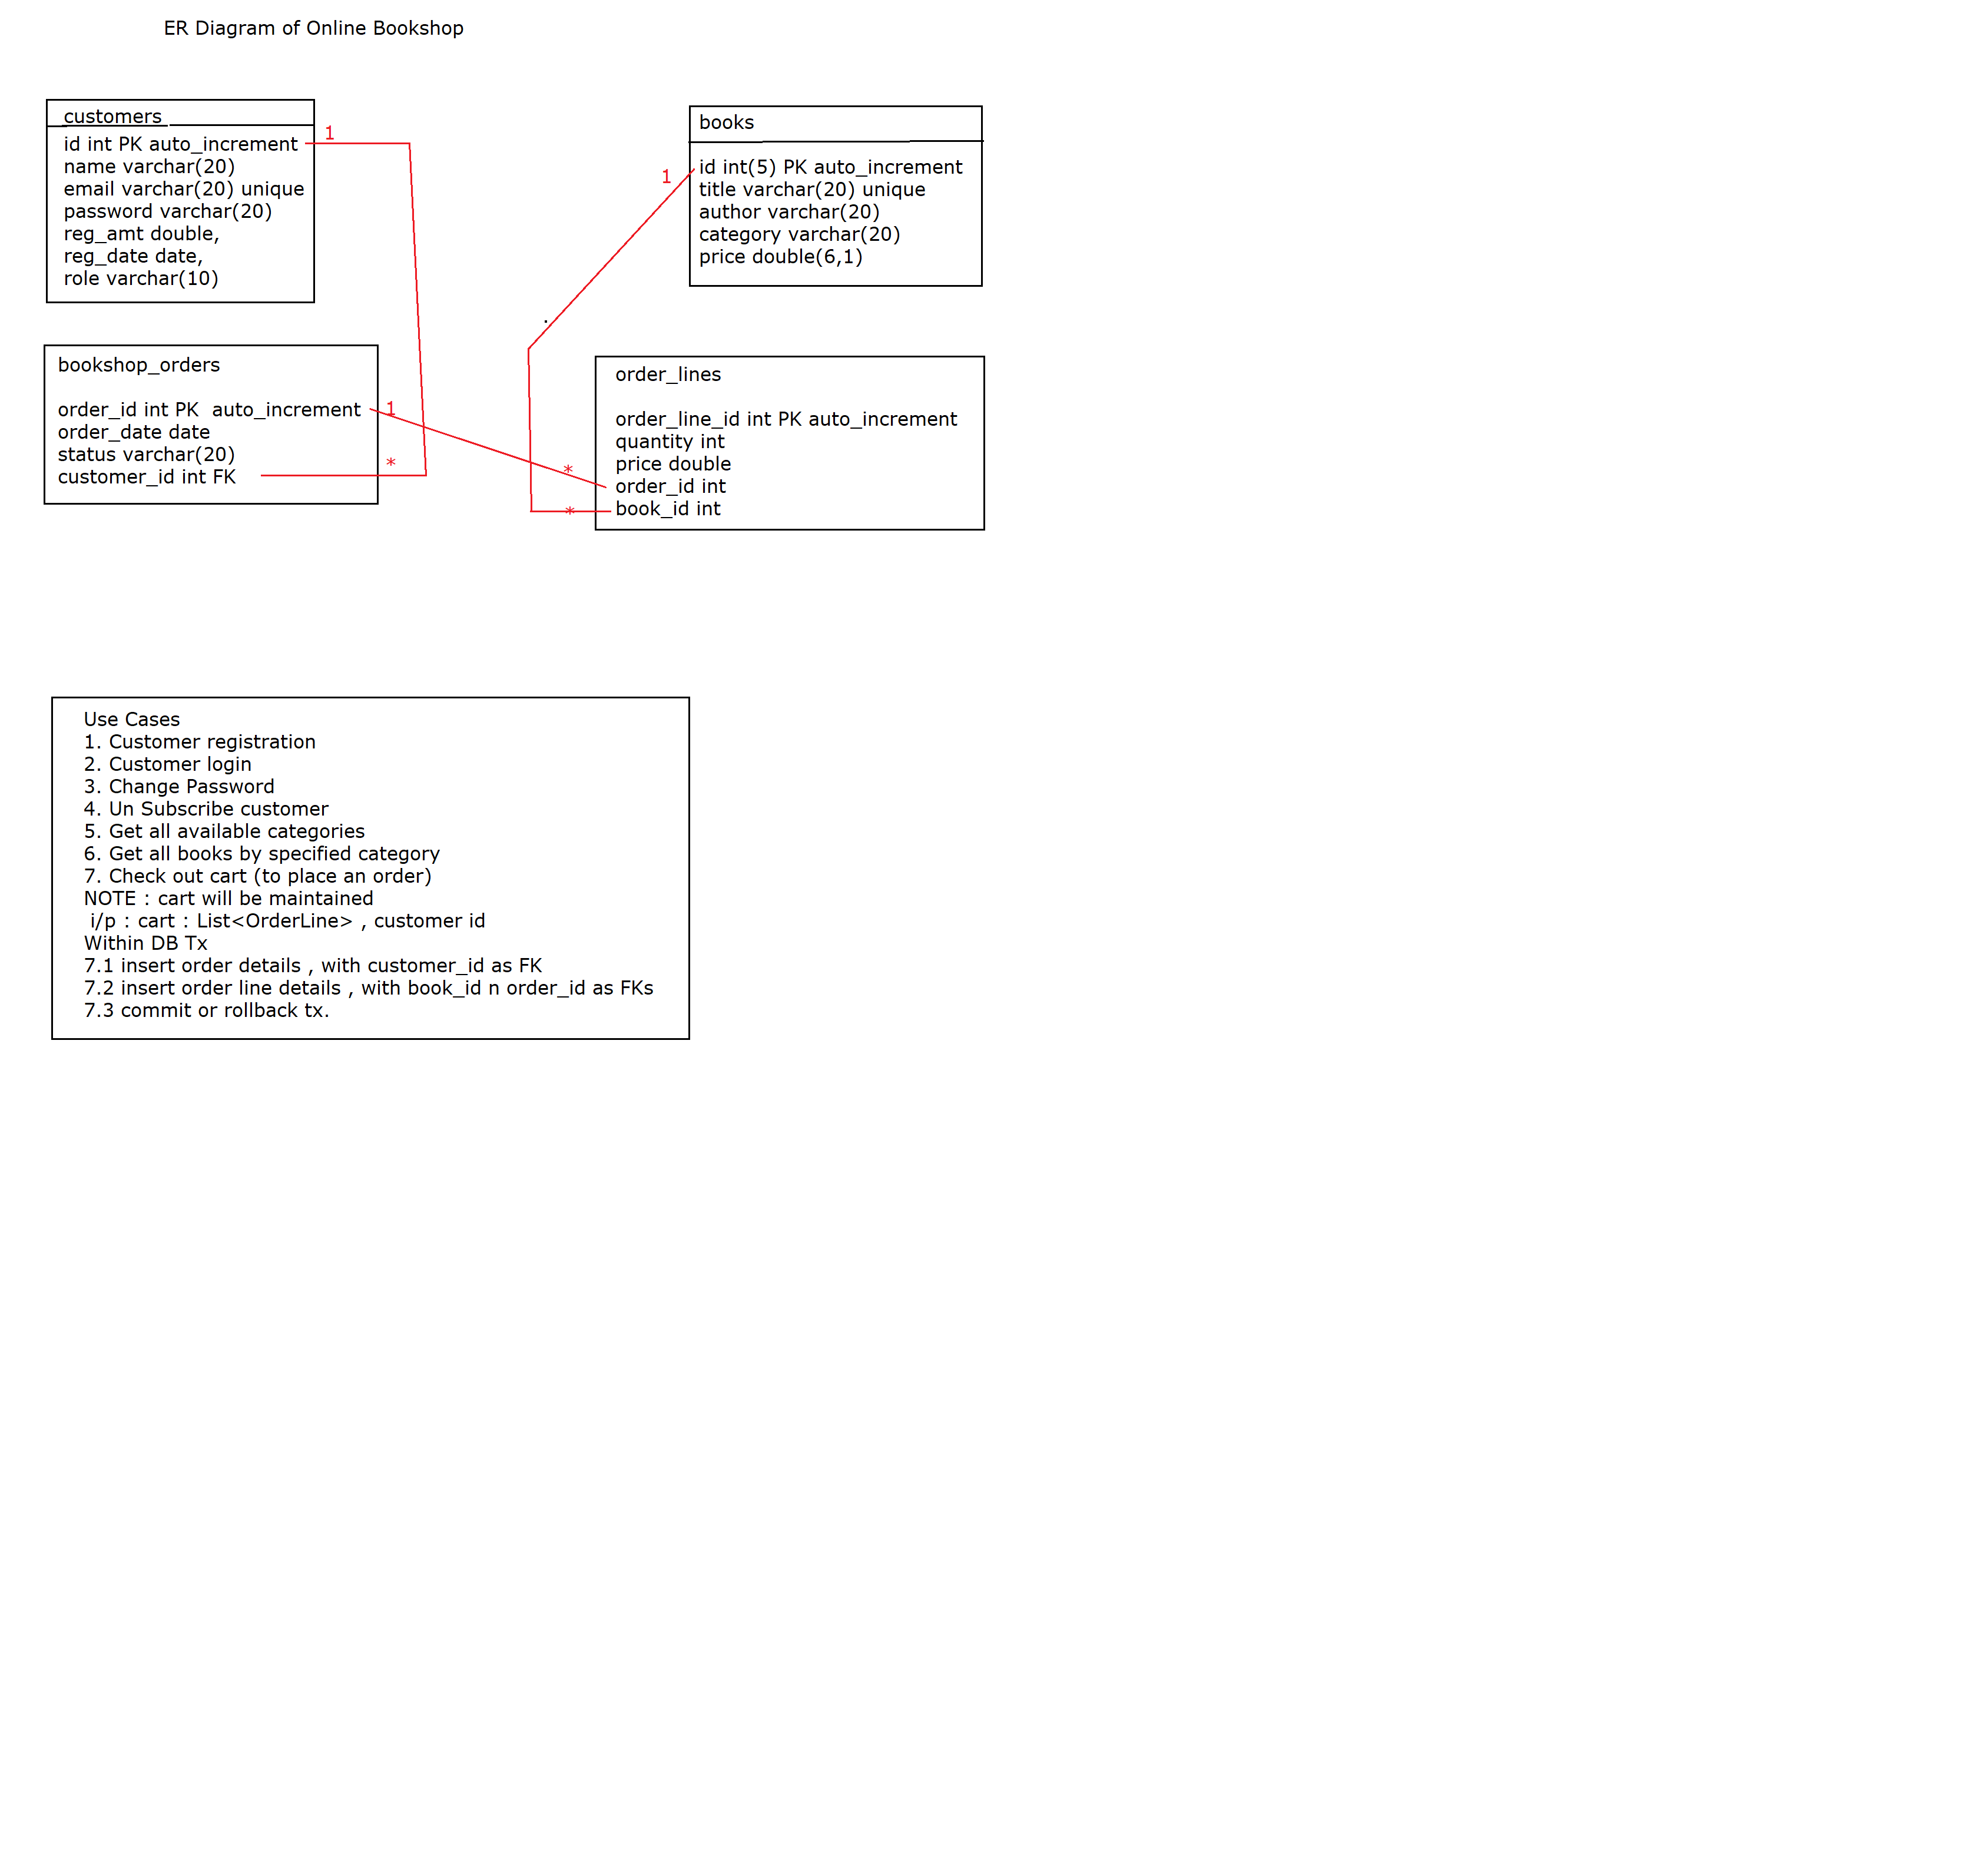 ER Diagram of Online Bookshop
customers
id int PK auto_increment
name varchar(20)
email varchar(20) unique
password varchar(20)
reg_amt double,
reg_date date,
role varchar(10)
1
books
id int(5) PK auto_increment
title varchar(20) unique
author varchar(20)
category varchar(20)
price double(6,1)
1
bookshop_orders
order_id int PK  auto_increment
order_date date
status varchar(20)
customer_id int FK
1
*
order_lines
order_line_id int PK auto_increment
quantity int
price double
order_id int
book_id int
*
*
Use Cases
1. Customer registration
2. Customer login
3. Change Password
4. Un Subscribe customer
5. Get all available categories
6. Get all books by specified category
7. Check out cart (to place an order)
NOTE : cart will be maintained
i/p : cart : List<OrderLine> , customer id
Within DB Tx
7.1 insert order details , with customer_id as FK
7.2 insert order line details , with book_id n order_id as FKs
7.3 commit or rollback tx.